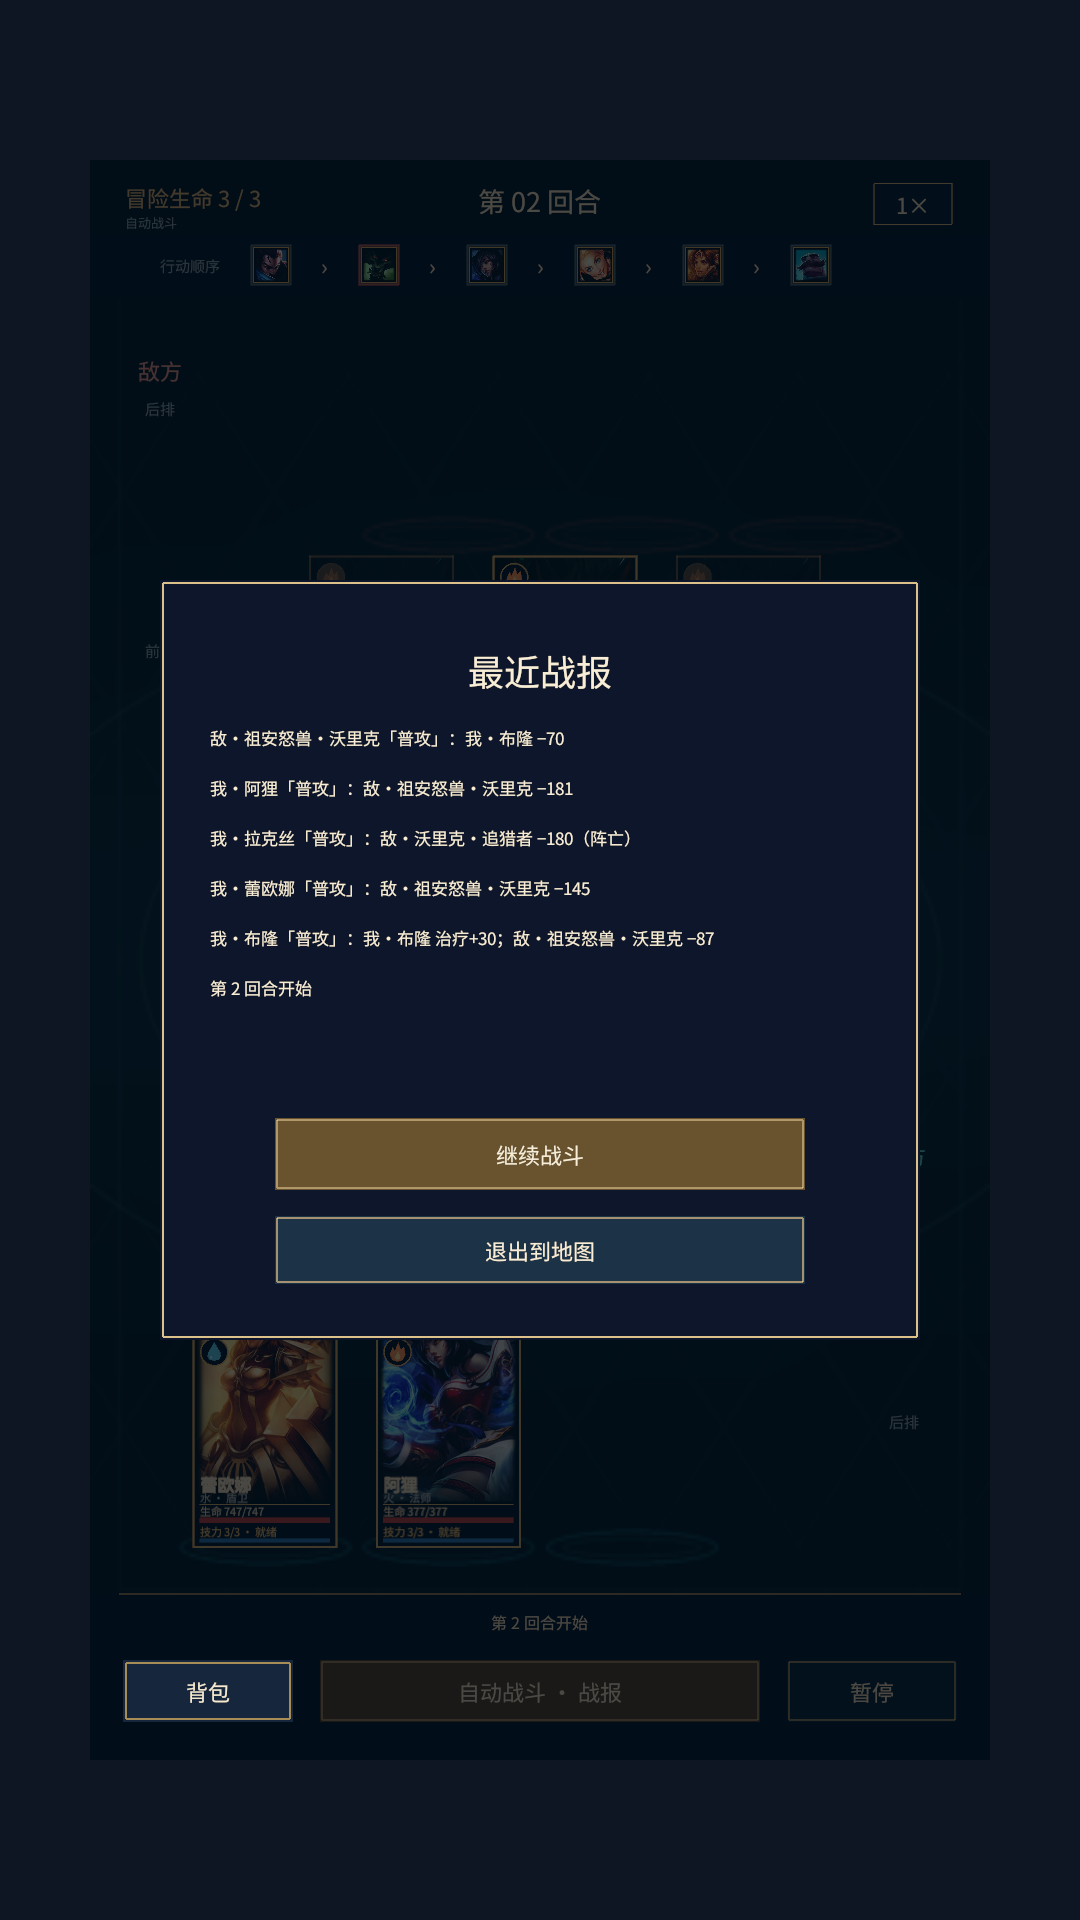 冒险生命 3 / 3
自动战斗
第 02 回合
1×
行动顺序
敌方
后排
前
最近战报
敌·祖安怒兽·沃里克「普攻」：我·布隆 −70
我·阿狸「普攻」：敌·祖安怒兽·沃里克 −181
我·拉克丝「普攻」：敌·沃里克·追猎者 −180（阵亡）
我·蕾欧娜「普攻」：敌·祖安怒兽·沃里克 −145
我·布隆「普攻」：我·布隆 治疗+30；敌·祖安怒兽·沃里克 −87
第 2 回合开始
继续战斗
退出到地图
后排
蕾欧娜
水·盾卫
生命 747/747
技力 3/3 · 就绪
阿狸
火·法师
生命 377/377
技力 3/3 · 就绪
第 2 回合开始
背包
自动战斗 · 战报
暂停